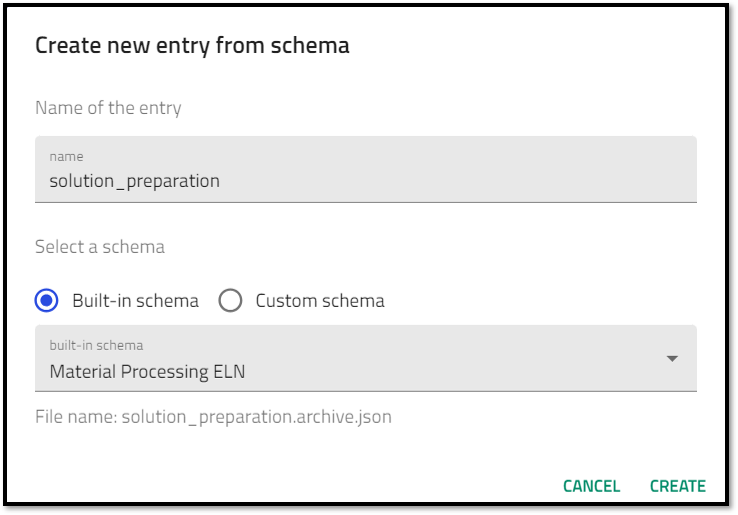 Create new entry from schema
Name of the entry
name
solution_preparation
Select a schema
Built-in schema Custom schema
built-in schema
Material Processing ELN
File name: solution_preparation.archive.json
CANCEL CREATE